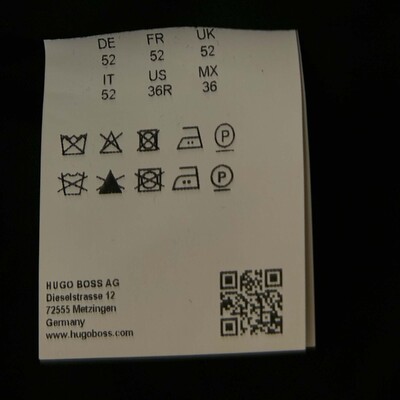 DE FR UK
52 52 52
IT US MX
52 36R 36
P
P
HUGO BOSS AG
Dieselstrasse 12
72555 Metzingen
Germany
www.hugoboss.com